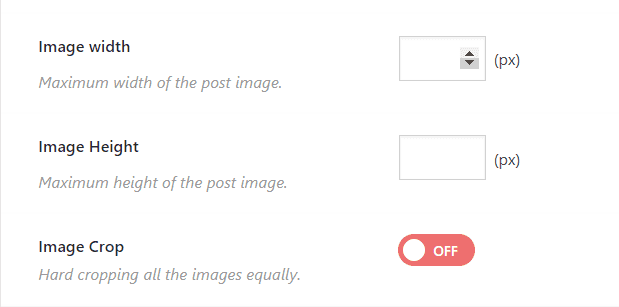 Image width
(px)
Maximum width of the post image.
Image Height
(px)
Maximum height of the post image.
Image Crop
OFF
Hard cropping all the images equally.